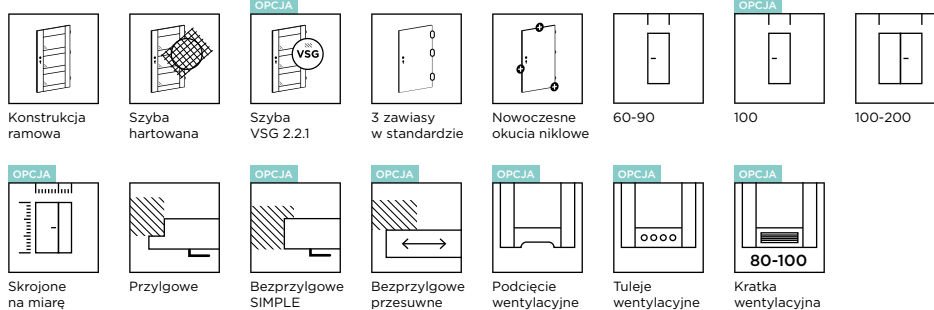 OPCJA
OPCJA
VSG
Konstrukcja
ramowa
Szyba
hartowana
Szyba
VSG 2.2.1
3 zawiasy
w standardzie
Nowoczesne
okucia niklowe
60-90
100
100-200
OPCJA
OPCJA
OPCJA
OPCJA
OPCJA
OPCJA
80-100
Skrojone
na miarę
Przylgowe
Bezprzylgowe
SIMPLE
Bezprzylgowe
przesuwne
Podcięcie
wentylacyjne
Tuleje
wentylacyjne
Kratka
wentylacyjna